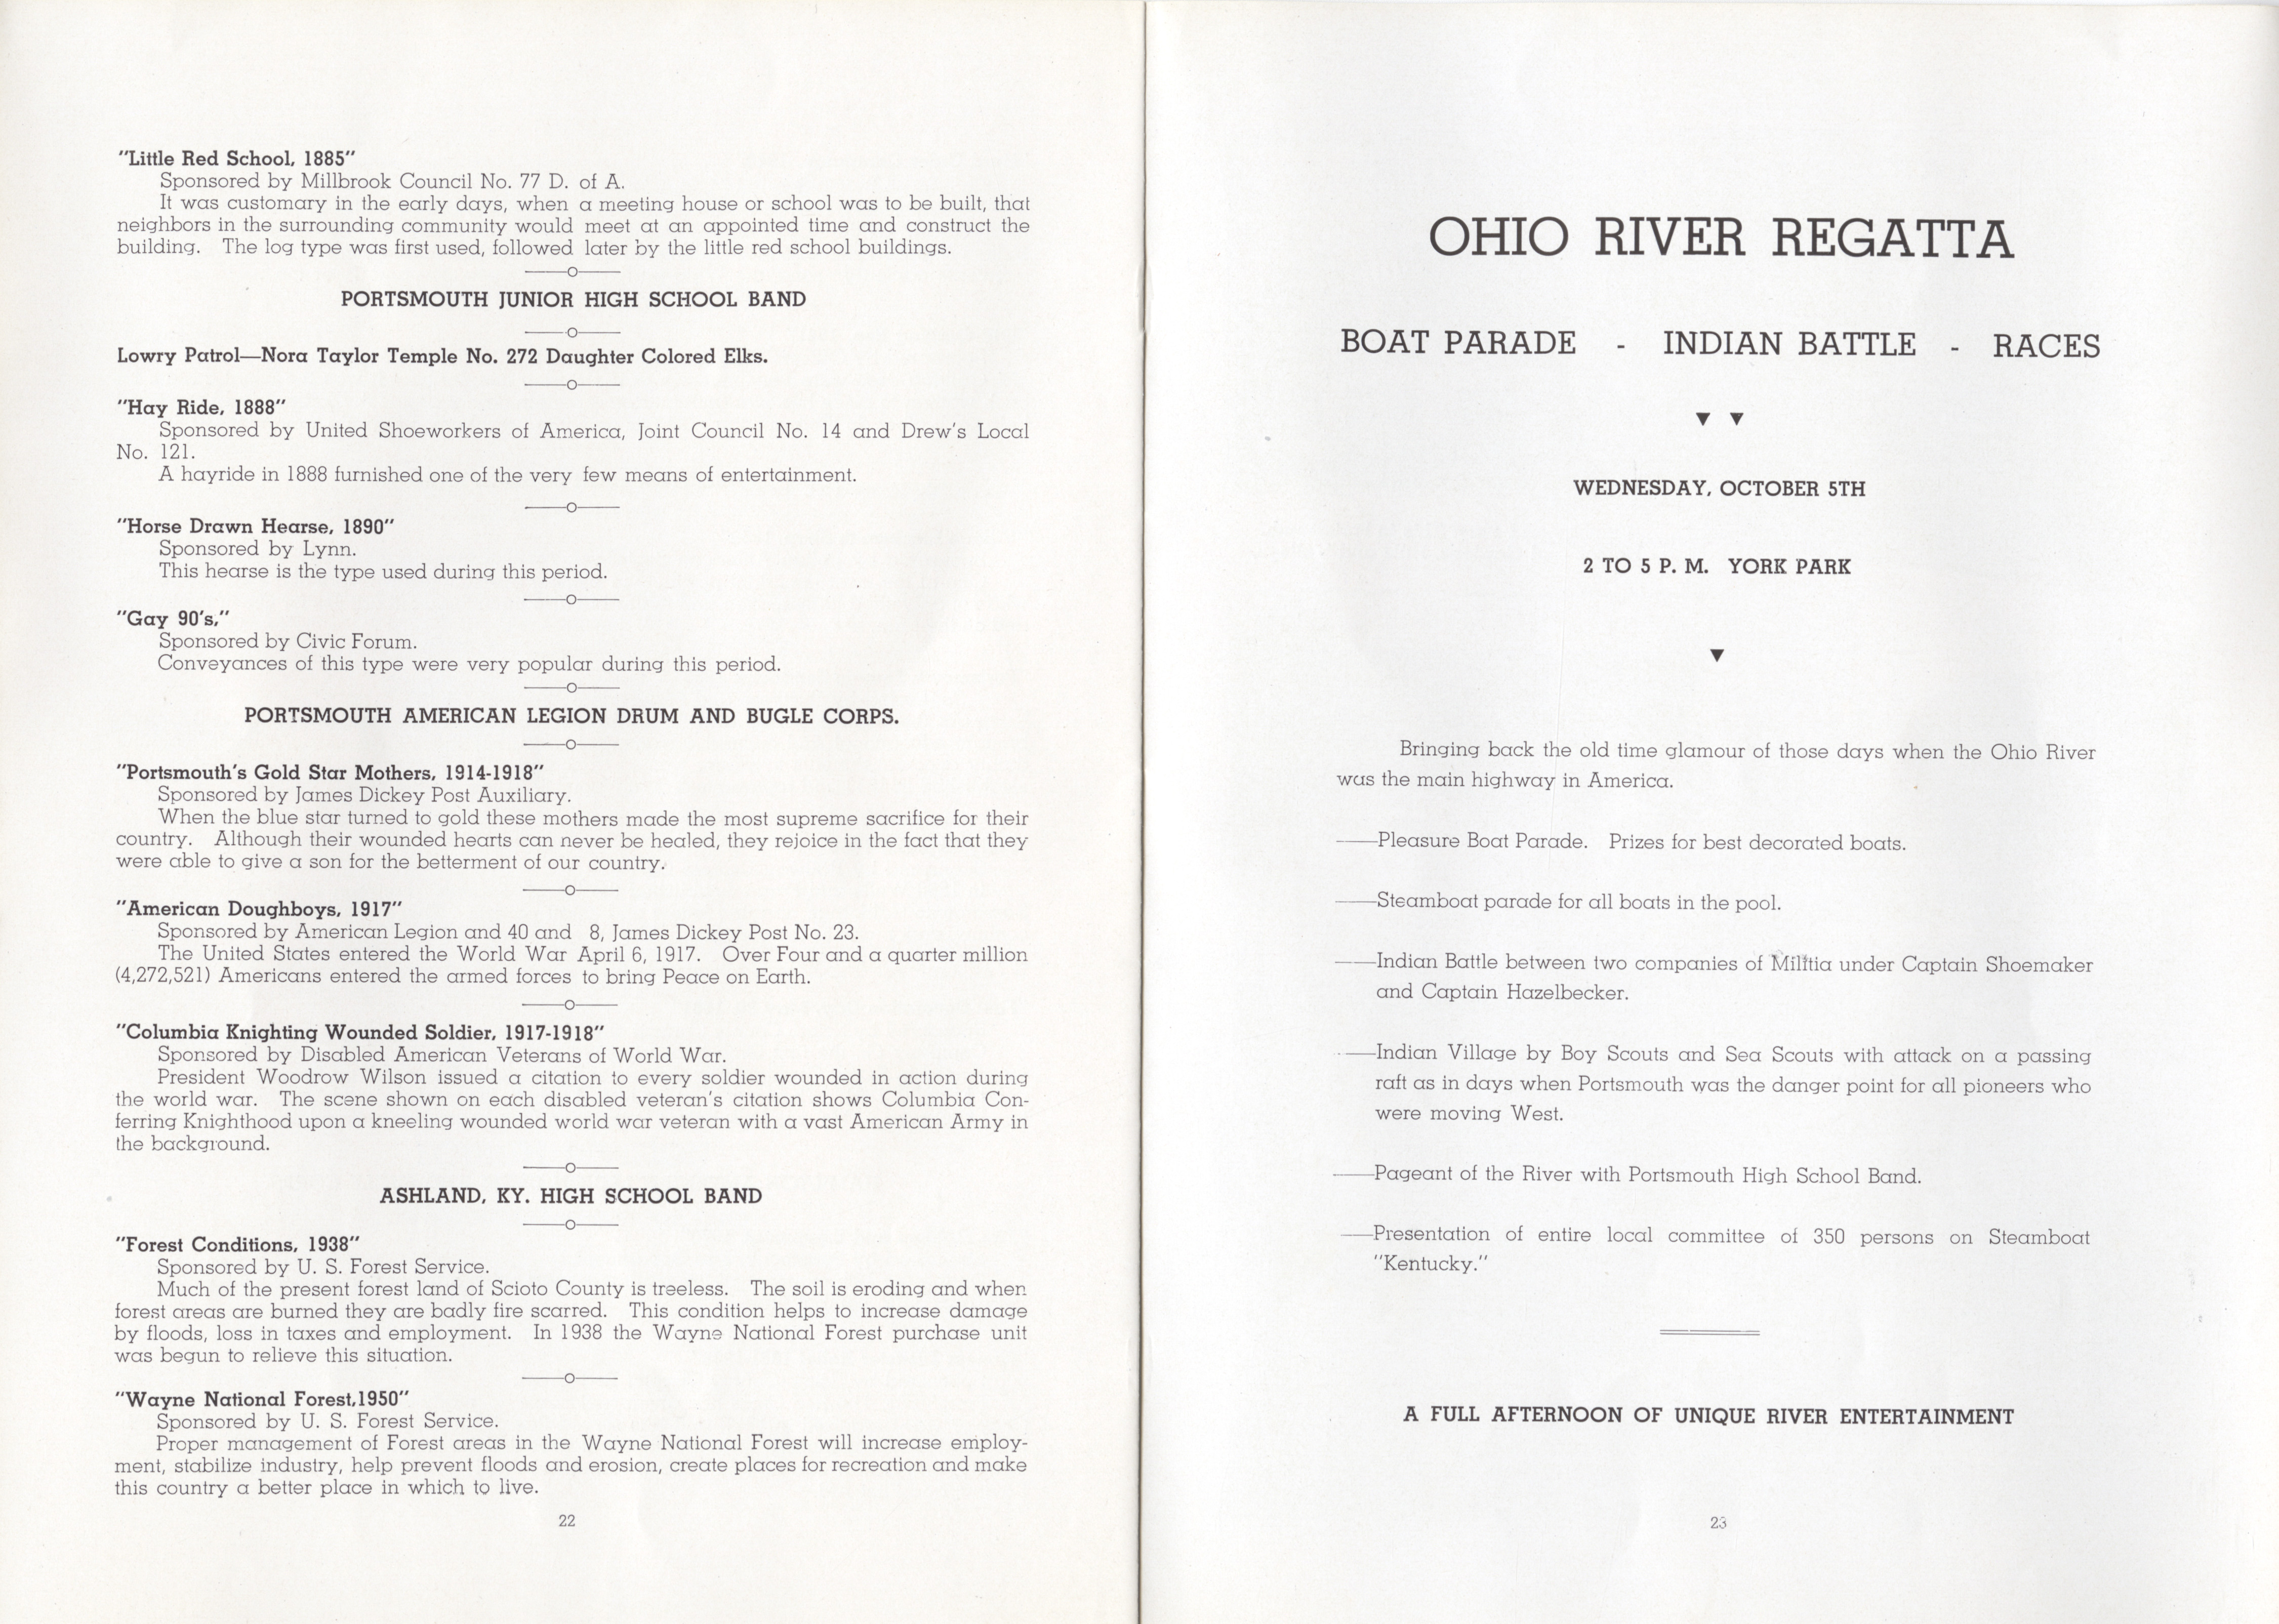 "Little Red School, 1885"
Sponsored by Millbrook Council No. 77 D. of A.
It was customary in the early days, when a meeting house or school was to be built, that
neighbors in the surrounding community would meet at an appointed time and construct the
building. The log type was first used, followed later by the little red school buildings.
PORTSMOUTH JUNIOR HIGH SCHOOL BAND
Lowry Patrol—Nora Taylor Temple No. 272 Daughter Colored Elks.
"Hay Ride, 1888"
Sponsored by United Shoeworkers of America, Joint Council No. 14 and Drew's Local
No. 121.
A hayride in 1888 furnished one of the very few means of entertainment.
"Horse Drawn Hearse, 1890"
Sponsored by Lynn.
This hearse is the type used during this period.
"Gay 90's,"
Sponsored by Civic Forum.
Conveyances of this type were very popular during this period.
PORTSMOUTH AMERICAN LEGION DRUM AND BUGLE CORPS.
"Portsmouth's Gold Star Mothers, 1914-1918"
Sponsored by James Dickey Post Auxiliary.
When the blue star turned to gold these mothers made the most supreme sacrifice for their
country. Although their wounded hearts can never be healed, they rejoice in the fact that they
were able to give a son for the betterment of our country.
"American Doughboys, 1917"
Sponsored by American Legion and 40 and 8, James Dickey Post No. 23.
The United States entered the World War April 6, 1917. Over Four and a quarter million
(4,272,521) Americans entered the armed forces to bring Peace on Earth.
"Columbia Knighting Wounded Soldier, 1917-1918"
Sponsored by Disabled American Veterans of World War.
President Woodrow Wilson issued a citation to every soldier wounded in action during
the world war. The scene shown on each disabled veteran's citation shows Columbia Con-
ferring Knighthood upon a kneeling wounded world war veteran with a vast American Army in
the background.
ASHLAND, KY. HIGH SCHOOL BAND
"Forest Conditions, 1938"
Sponsored by U. S. Forest Service.
Much of the present forest land of Scioto County is treeless. The soil is eroding and when
forest areas are burned they are badly fire scarred. This condition helps to increase damage
by floods, loss in taxes and employment. In 1938 the Wayne National Forest purchase unit
was begun to relieve this situation.
"Wayne National Forest,1950"
Sponsored by U. S. Forest Service.
Proper management of Forest areas in the Wayne National Forest will increase employ-
ment, stabilize industry, help prevent floods and erosion, create places for recreation and make
this country a better place in which to live.
22
OHIO RIVER REGATTA
BOAT PARADE - INDIAN BATTLE - RACES
WEDNESDAY, OCTOBER 5TH
2 TO 5 P. M. YORK PARK
Bringing back the old time glamour of those days when the Ohio River
was the main highway in America.
—Pleasure Boat Parade. Prizes for best decorated boats.
—Steamboat parade for all boats in the pool.
—Indian Battle between two companies of Militia under Captain Shoemaker
and Captain Hazelbecker.
—Indian Village by Boy Scouts and Sea Scouts with attack on a passing
raft as in days when Portsmouth was the danger point for all pioneers who
were moving West.
—Pageant of the River with Portsmouth High School Band.
—Presentation of entire local committee of 350 persons on Steamboat
"Kentucky."
A FULL AFTERNOON OF UNIQUE RIVER ENTERTAINMENT
23